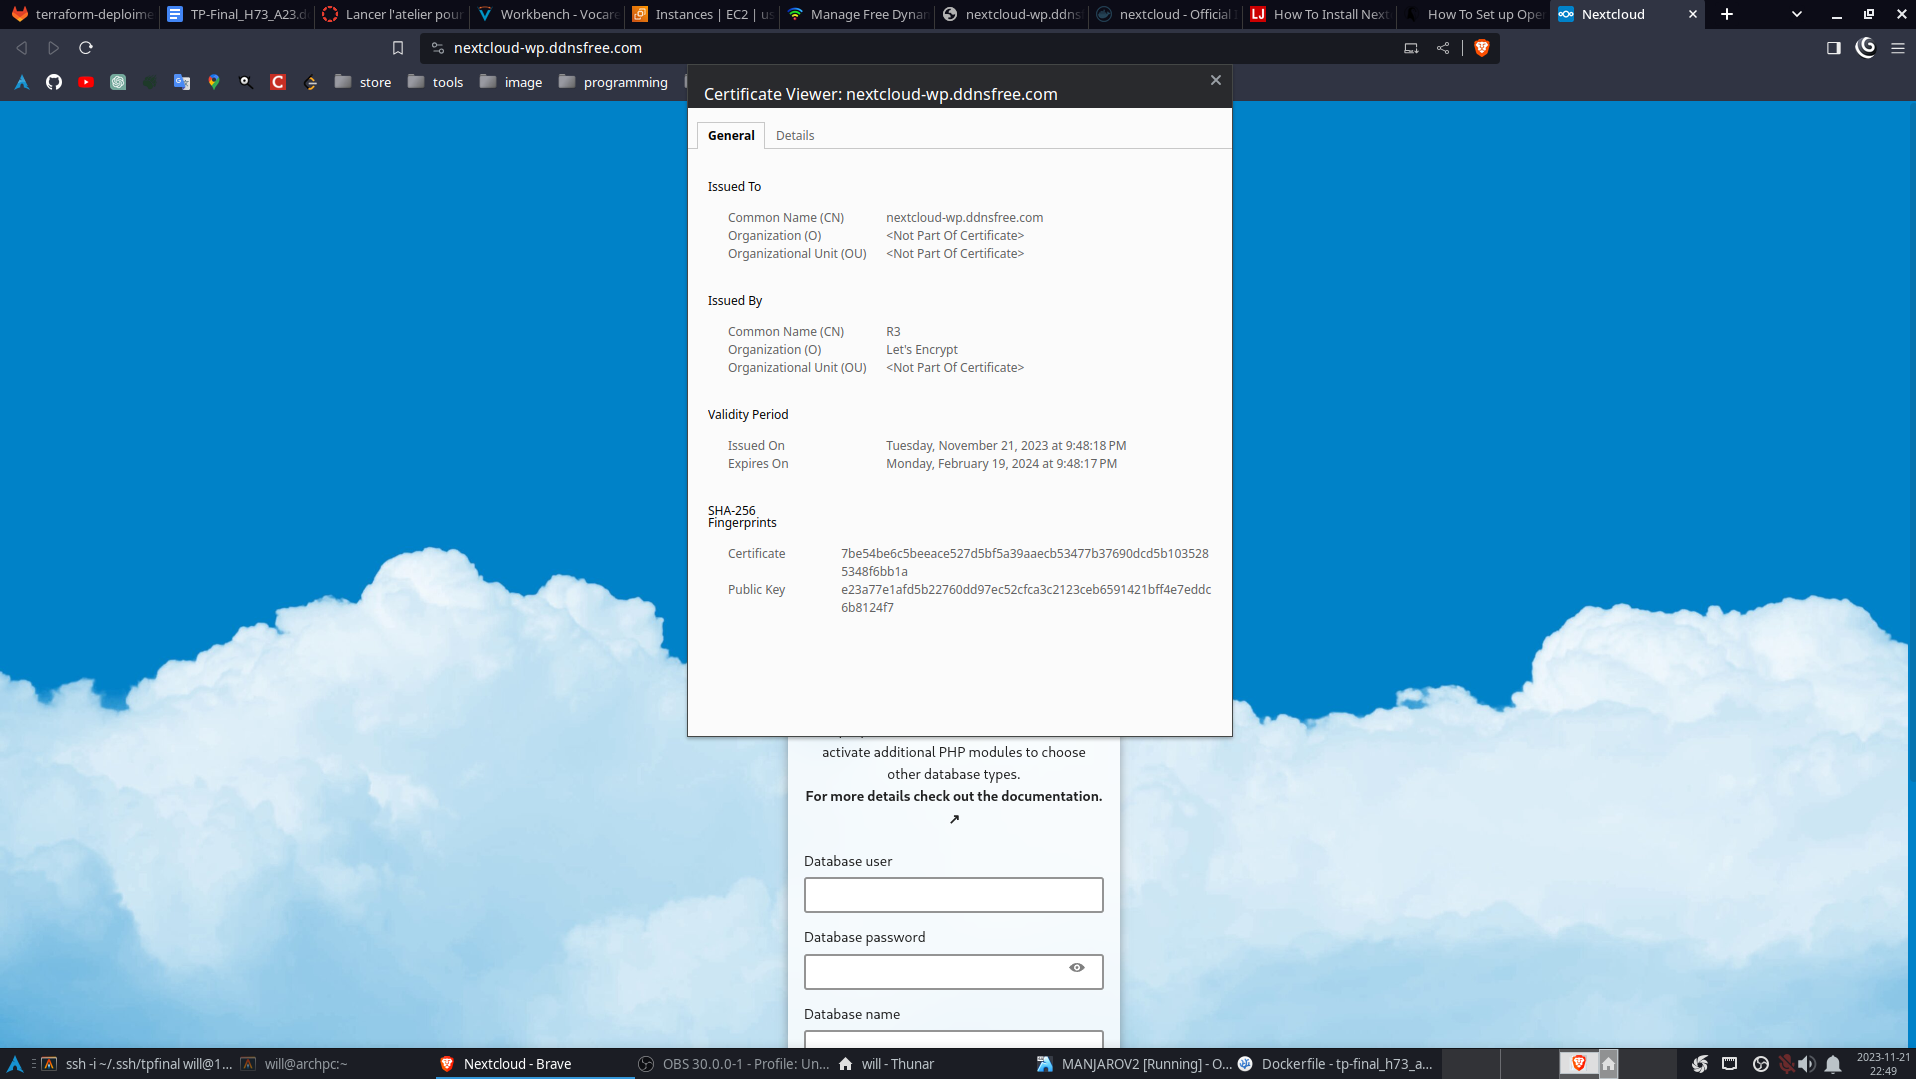 terraform-deploime
TP-Final_H73_A23.d
Lancer l'atelier pour
Workbench - Vocare
Instances | EC2 | us
Manage Free Dynam
nextcloud-wp.ddnsf
nextcloud - Official I
How To Install Next
How To Set up Ope
Nextcloud
nextcloud-wp.ddnsfree.com
store
tools
image
programming
Certificate Viewer: nextcloud-wp.ddnsfree.com
General Details
Issued To
Common Name (CN) nextcloud-wp.ddnsfree.com
Organization (O) <Not Part Of Certificate>
Organizational Unit (OU) <Not Part Of Certificate>
Issued By
Common Name (CN) R3
Organization (O) Let's Encrypt
Organizational Unit (OU) <Not Part Of Certificate>
Validity Period
Issued On Tuesday, November 21, 2023 at 9:48:18 PM
Expires On Monday, February 19, 2024 at 9:48:17 PM
SHA-256
Fingerprints
Certificate 7be54be6c5beeace527d5bf5a39aaecb53477b37690dcd5b103528
5348f6bb1a
Public Key e23a77e1afd5b22760dd97ec52cfca3c2123ceb6591421bff4e7eddc
6b8124f7
activate additional PHP modules to choose
other database types.
For more details check out the documentation.
↗
Database user
Database password
Database name
ssh -i ~/.ssh/tpfinal will@1...
will@archpc:~
Nextcloud - Brave
OBS 30.0.0-1 - Profile: Un...
will - Thunar
MANJAROV2 [Running] - O...
Dockerfile - tp-final_h73_a...
2023-11-21
22:49